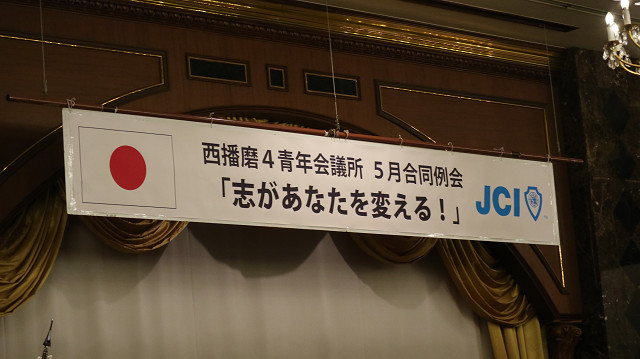 西播磨4青年会議所 5月合同例会
「志があなたを変える！」
JCI